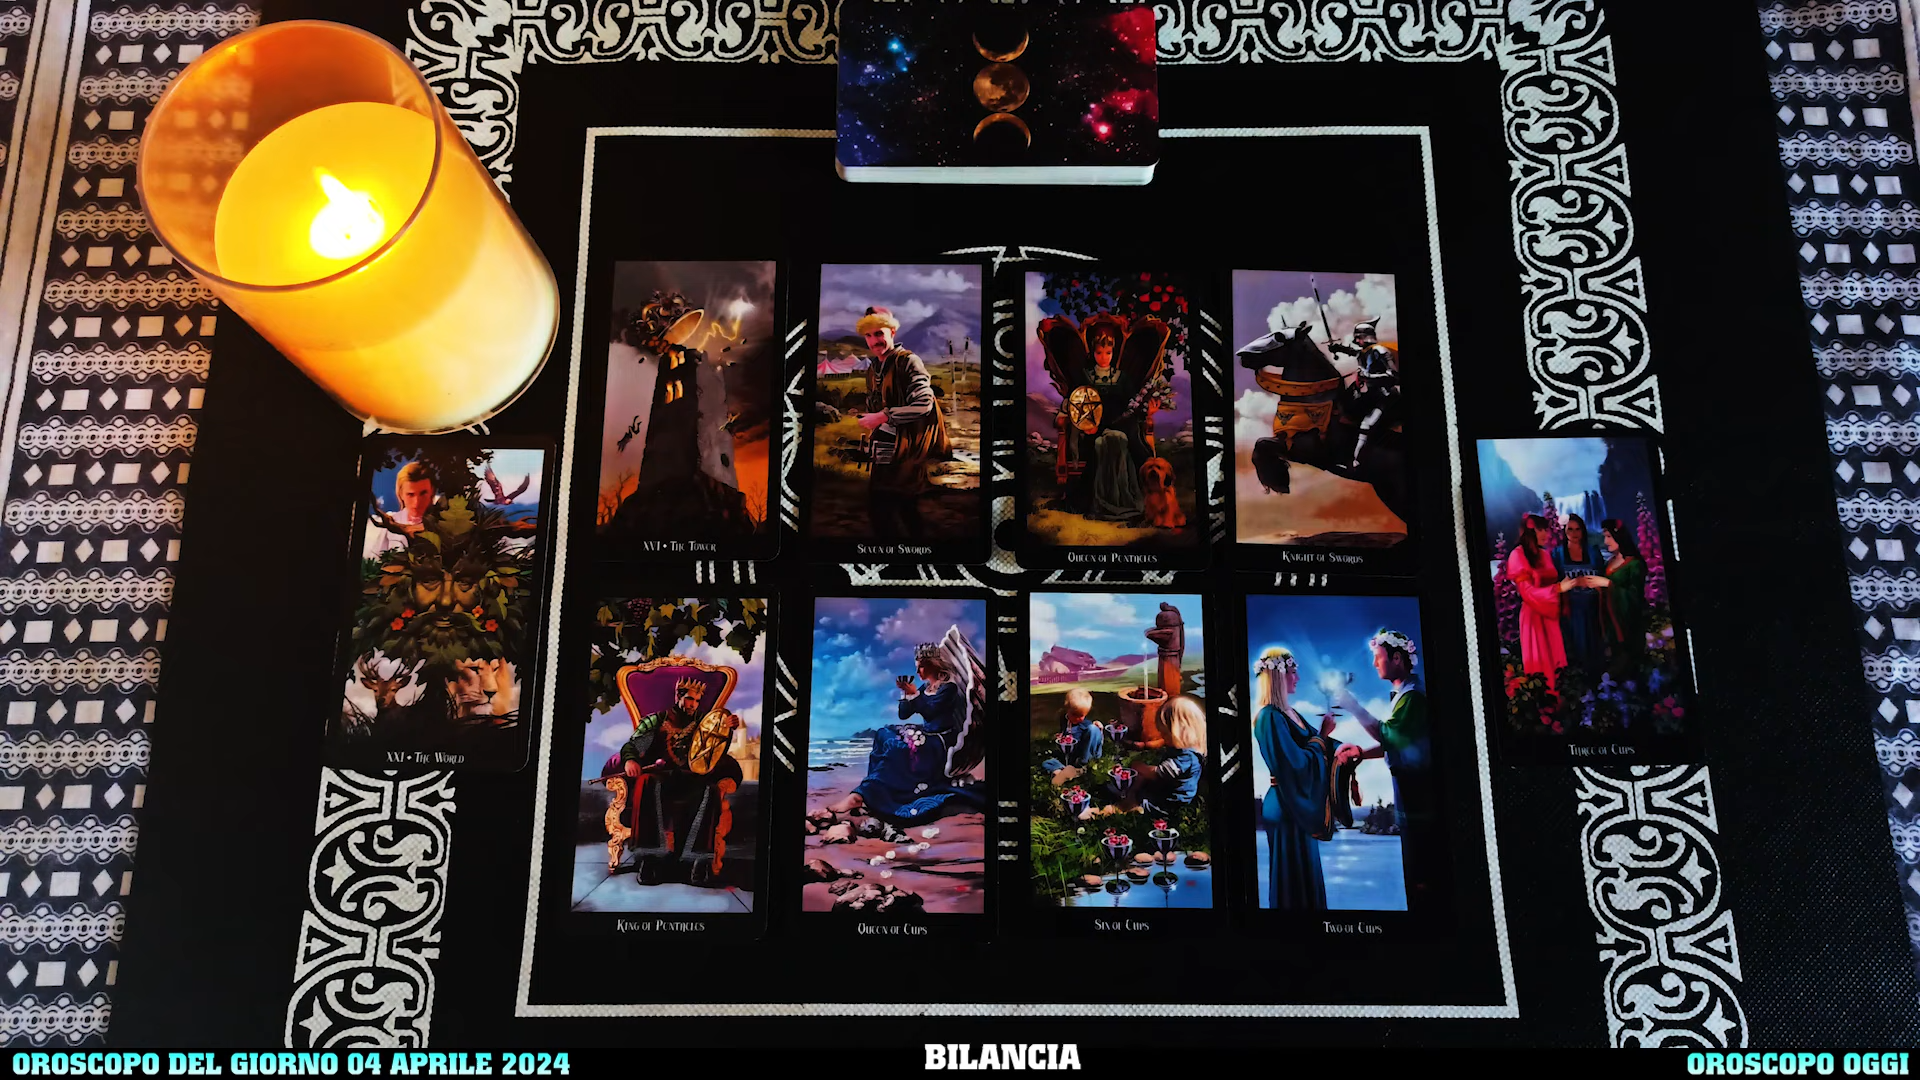 XVI • The Tower
Seven of Swords
Queen of Pentacles
Knight of Swords
XXI • The World
Three of Cups
King of Pentacles
Queen of Cups
Six of Cups
Two of Cups
OROSCOPO DEL GIORNO 04 APRILE 2024
BILANCIA
OROSCOPO OGGI